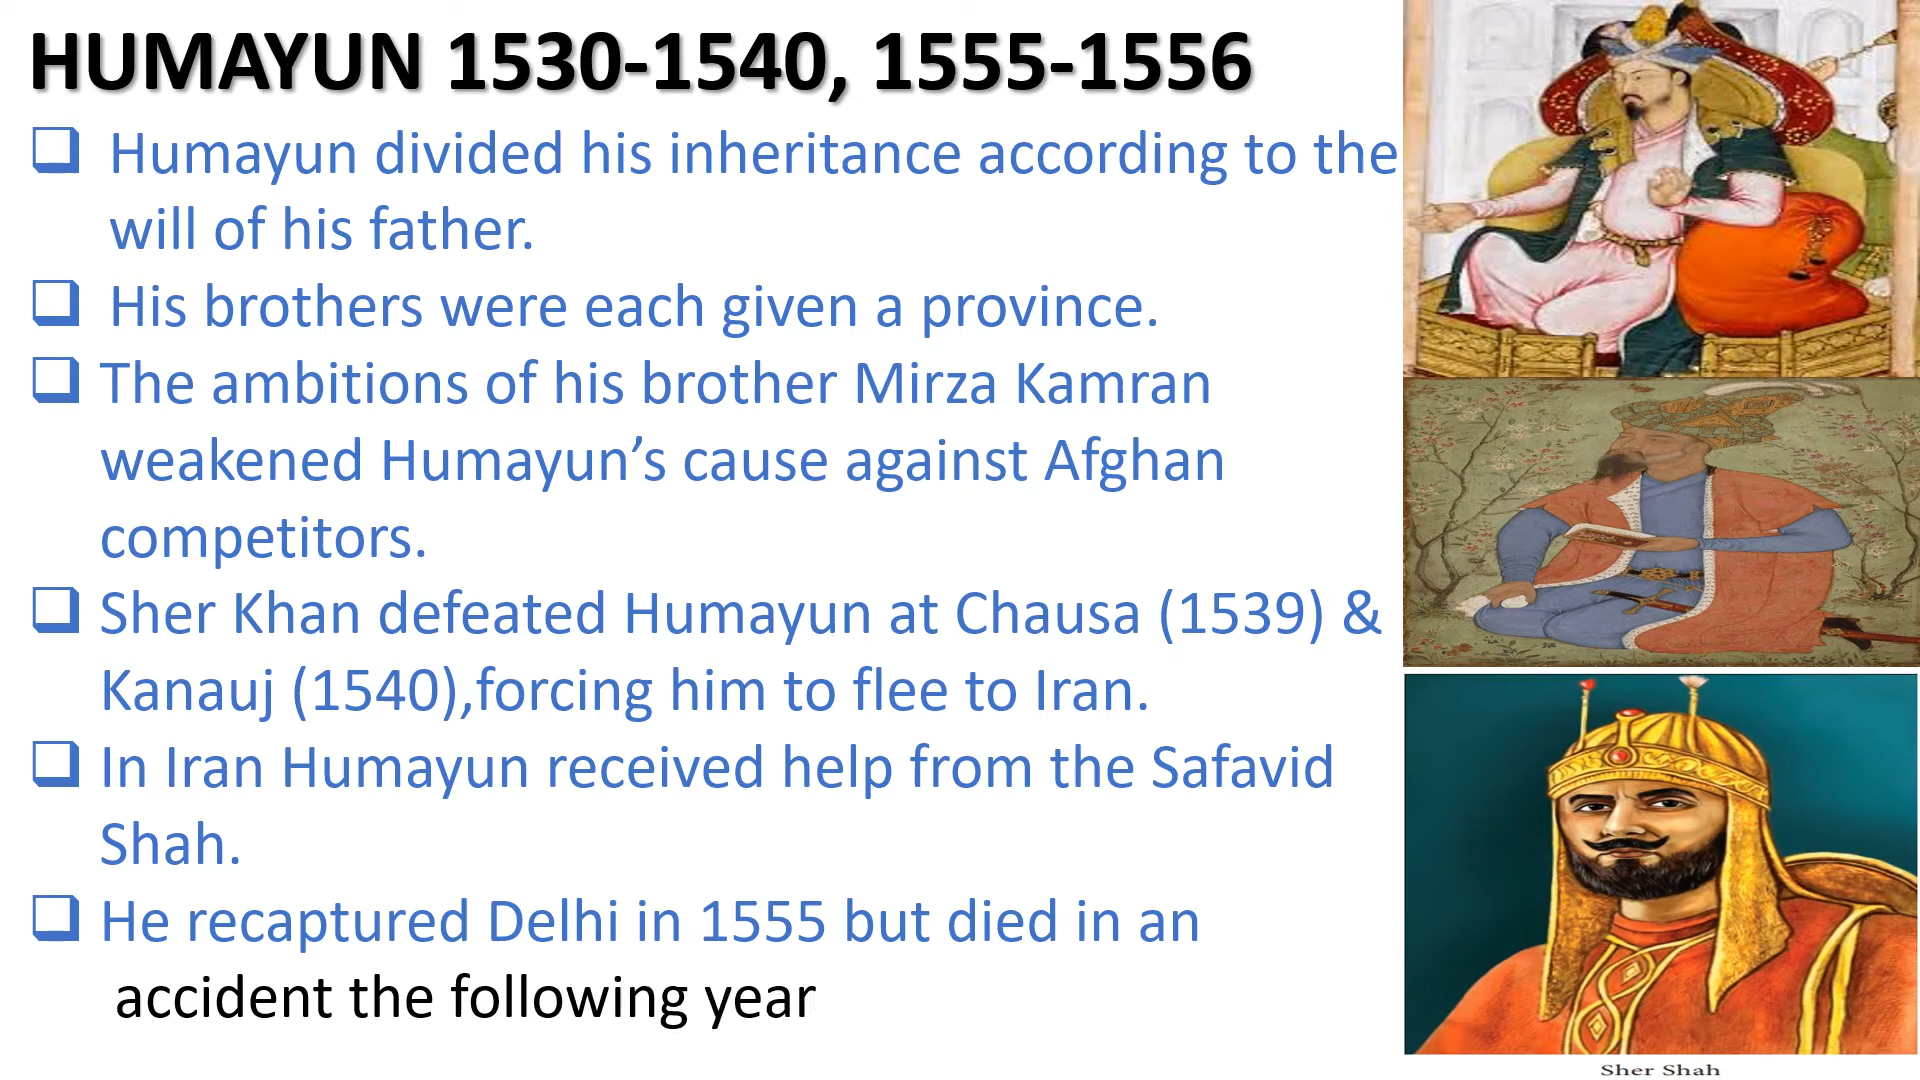 HUMAYUN 1530-1540, 1555-1556
Humayun divided his inheritance according to the
will of his father.
His brothers were each given a province.
The ambitions of his brother Mirza Kamran
weakened Humayun’s cause against Afghan
competitors.
Sher Khan defeated Humayun at Chausa (1539) &
Kanauj (1540),forcing him to flee to Iran.
In Iran Humayun received help from the Safavid
Shah.
He recaptured Delhi in 1555 but died in an
accident the following year
Sher Shah